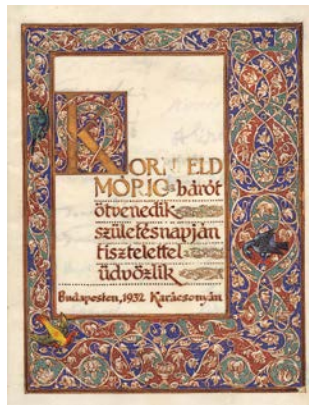 KORNFELD
MÓRIC bárót
ötvenedik
születésnapján
tisztelettel
üdvözlik
Budapesten, 1932 Karácsonyán